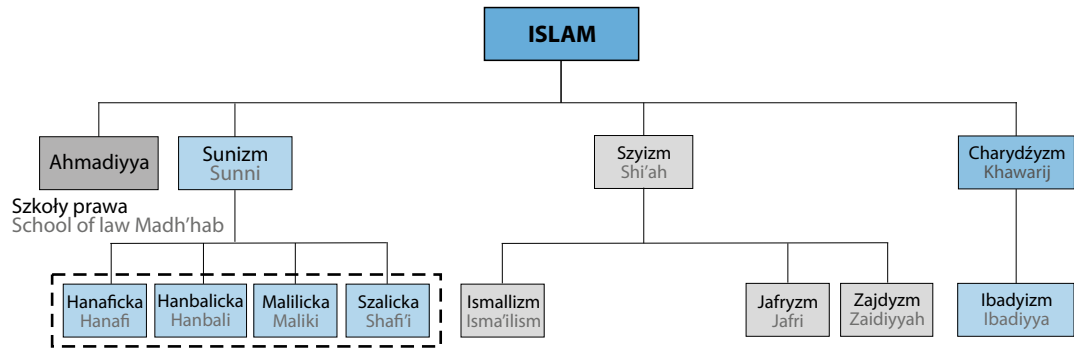 ISLAM
Ahmadiyya
Sunizm
Sunni
Szyizm
Shi'ah
Charydźyzm
Khawarij
Szkoły prawa
School of law Madh'hab
Hanaficka
Hanafi
Hanbalicka
Hanbali
Malilicka
Maliki
Szalicka
Shafi'i
Ismallizm
Isma'ilism
Jafryzm
Jafri
Zajdyzm
Zaidiyyah
Ibadyizm
Ibadiyya